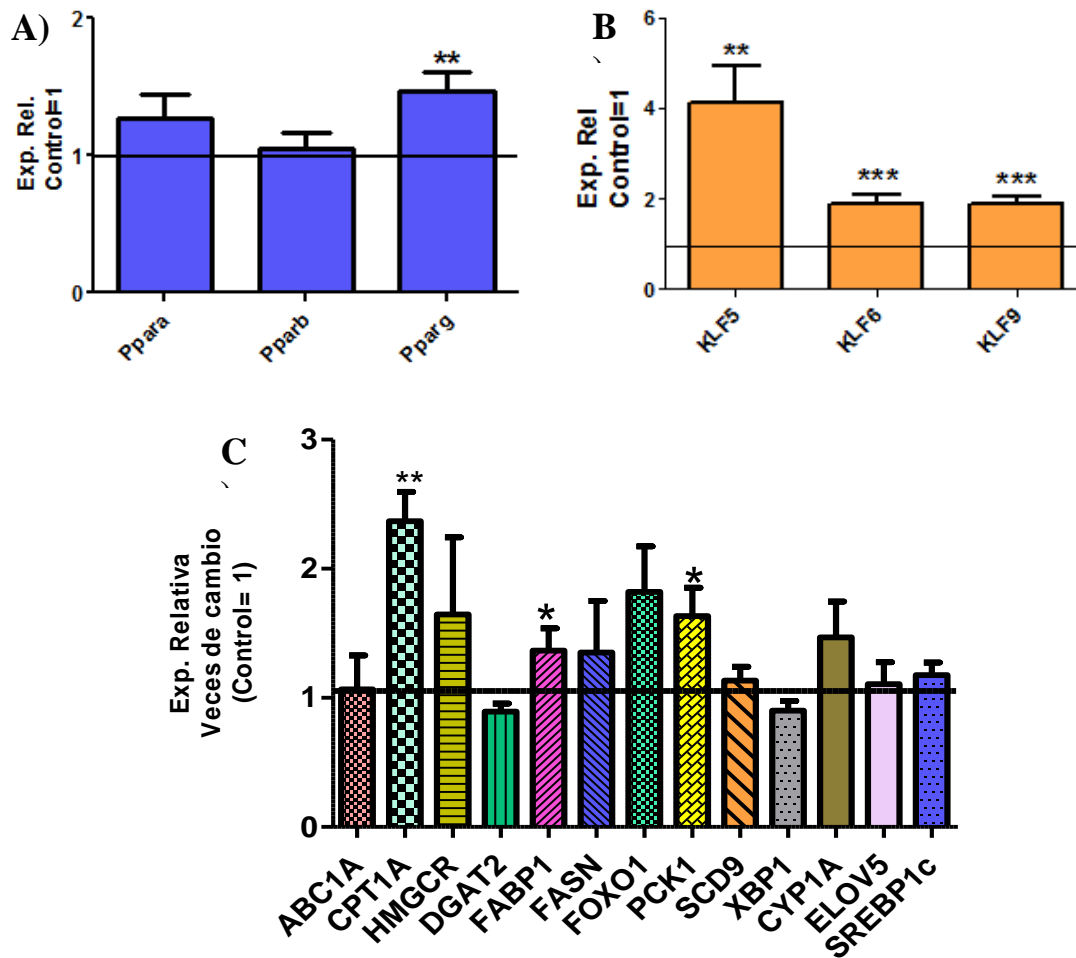 A)
2
1
0
Exp. Rel.
Control=1
**
Ppara
Pparb
Pparg
B
、
6
4
2
0
Exp. Rel
Control=1
**
***
***
KLF5
KLF6
KLF9
C
、
3
2
1
0
Exp. Relativa
Veces de cambio
(Control= 1)
**
*
*
ABC1A
CPT1A
HMGCR
DGAT2
FABP1
FASN
FOXO1
PCK1
SCD9
XBP1
CYP1A
ELOV5
SREBP1c